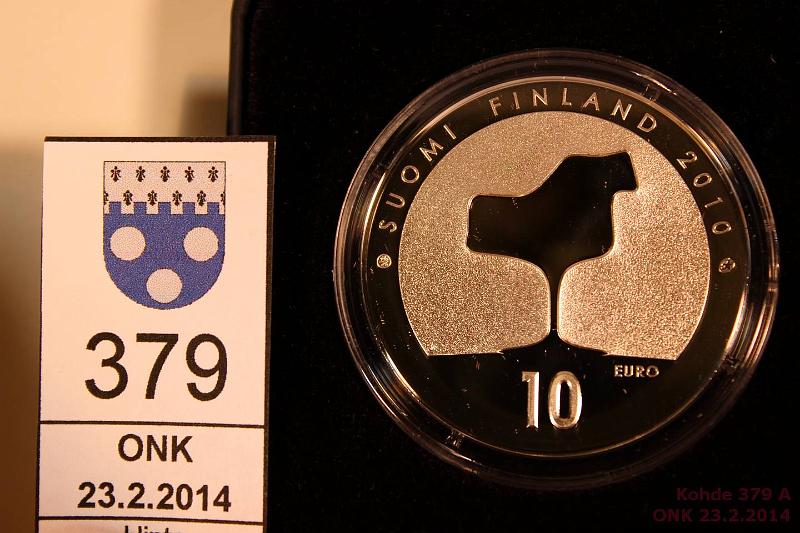 379
ONK
23.2.2014
SUOMI FINLAND 2010
EURO
10
Kohde 379 A
ONK 23.2.2014